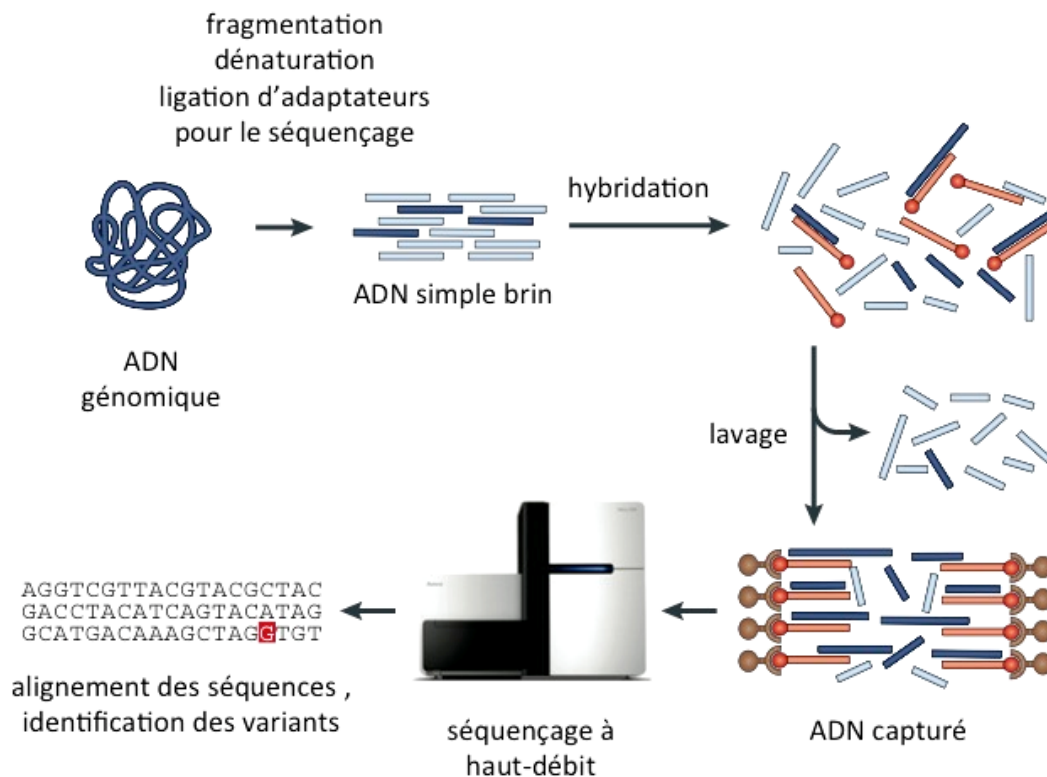 fragmentation
dénaturation
ligation d’adaptateurs
pour le séquençage
ADN
génomique
ADN simple brin
hybridation
lavage
ADN capturé
séquençage à
haut-débit
AGGTCGTTACGTACGCTAC
GACCTACATCAGTACATAG
GCATGACAAAGCTAGGTGT
alignement des séquences ,
identification des variants